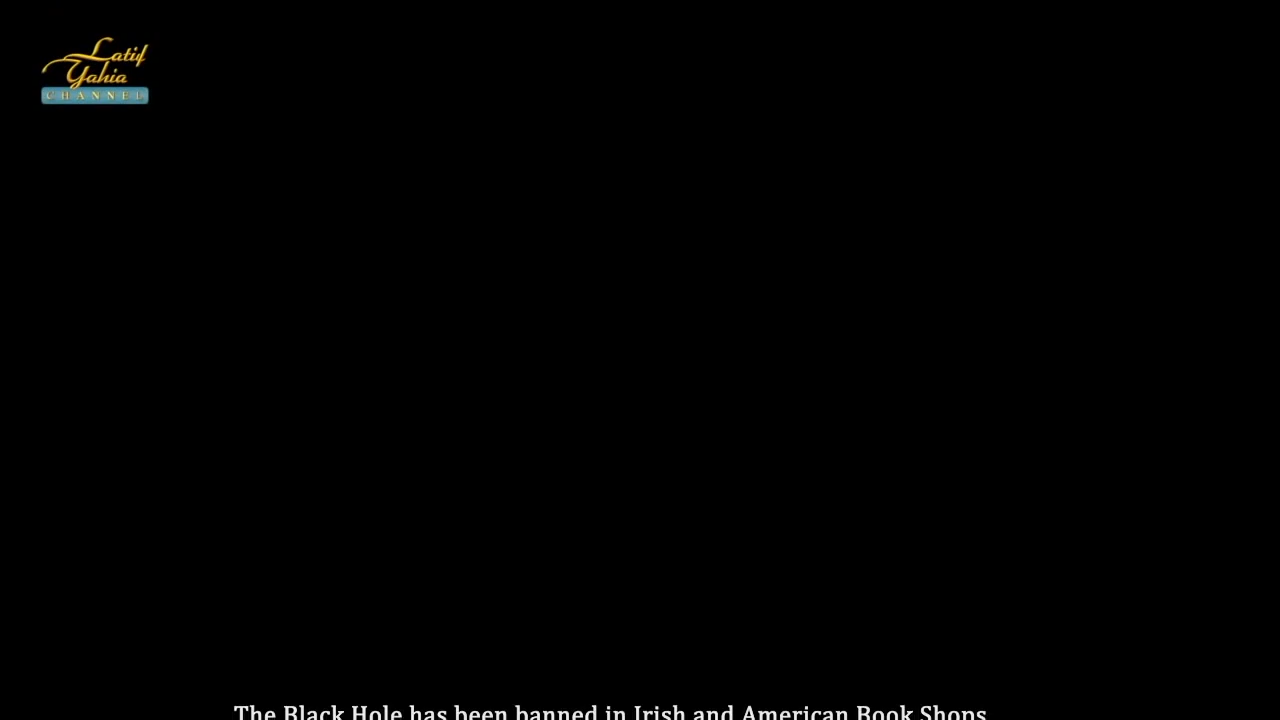 Latif
Yahia
CHANNEL
The Black Hole has been banned in Irish and American Book Shops